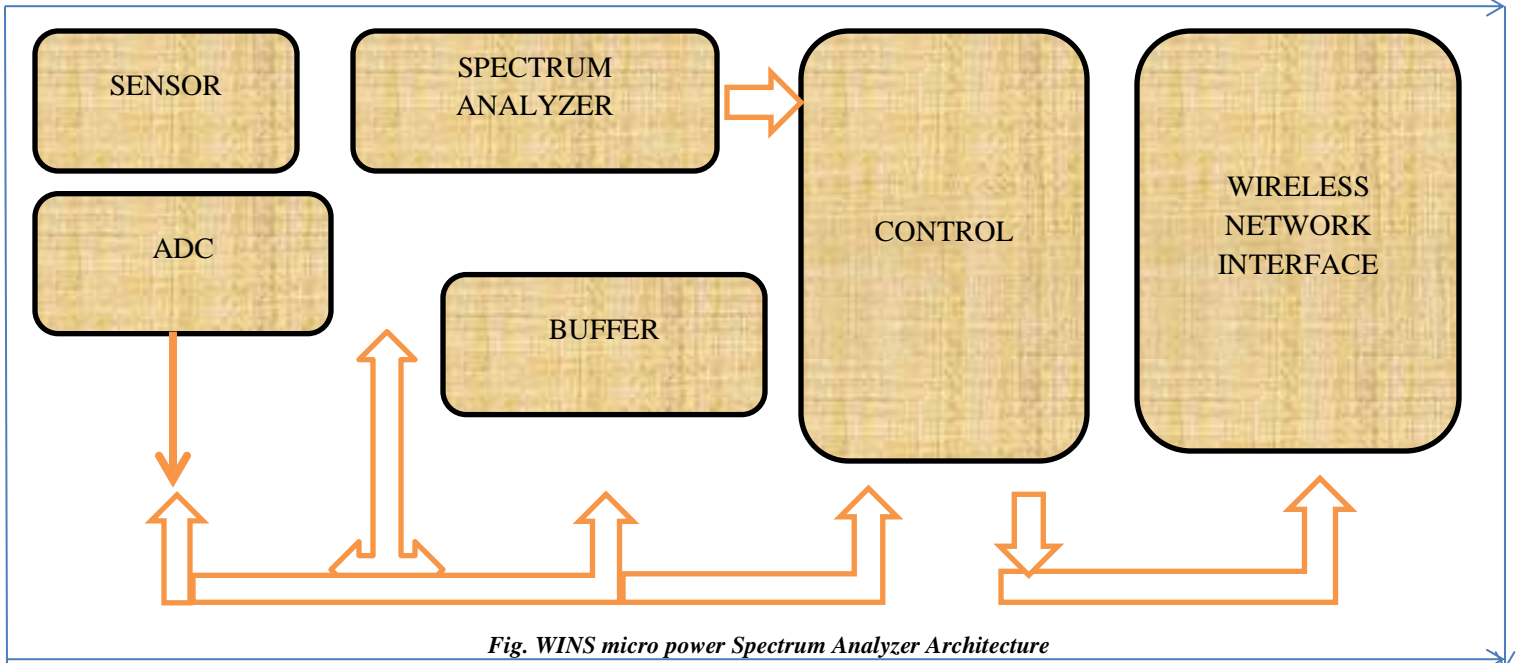 SENSOR
SPECTRUM
ANALYZER
ADC
BUFFER
CONTROL
WIRELESS
NETWORK
INTERFACE
Fig. WINS micro power Spectrum Analyzer Architecture